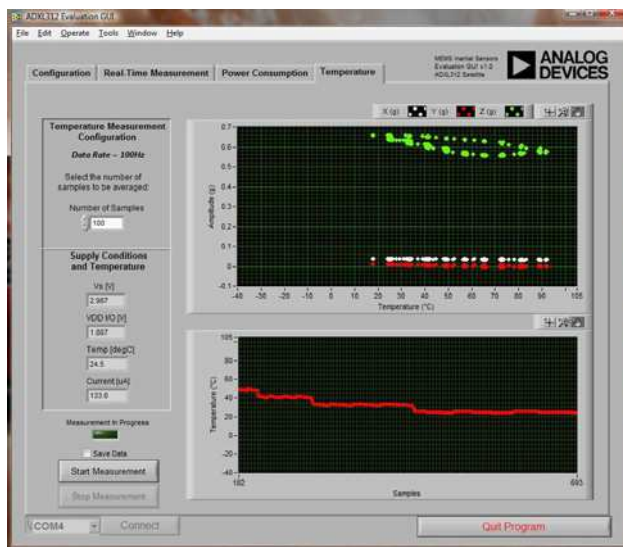 ADXL312 Evaluation GUI
File Edit Operate Tools Window Help
Configuration Real-Time Measurement Power Consumption Temperature
MEMS Inertial Sensors
Evaluation GUI v1.0
ADXL312 Satellite
ANALOG
DEVICES
X (g) Y (g) Z (g)
Temperature Measurement
Configuration
Data Rate = 100Hz
Select the number of
samples to be averaged:
Number of Samples
100
Supply Conditions
and Temperature
Vs [V]
2.987
VDD I/O [V]
Temp [degC]
24.5
Current [uA]
133.6
Measurement In Progress
Save Data
Start Measurement
Stop Measurement
COM4 Connect
Amplitude (g)
0.7
0.6
0.5
0.4
0.3
0.2
0.1
0
-0.1
-40 -30 -20 -10 0 10 20 30 40 50 60 70 80 90 105
Temperature (°C)
Temperature (°C)
105
80
60
40
20
0
-20
-40
182 693
Samples
Quit Program